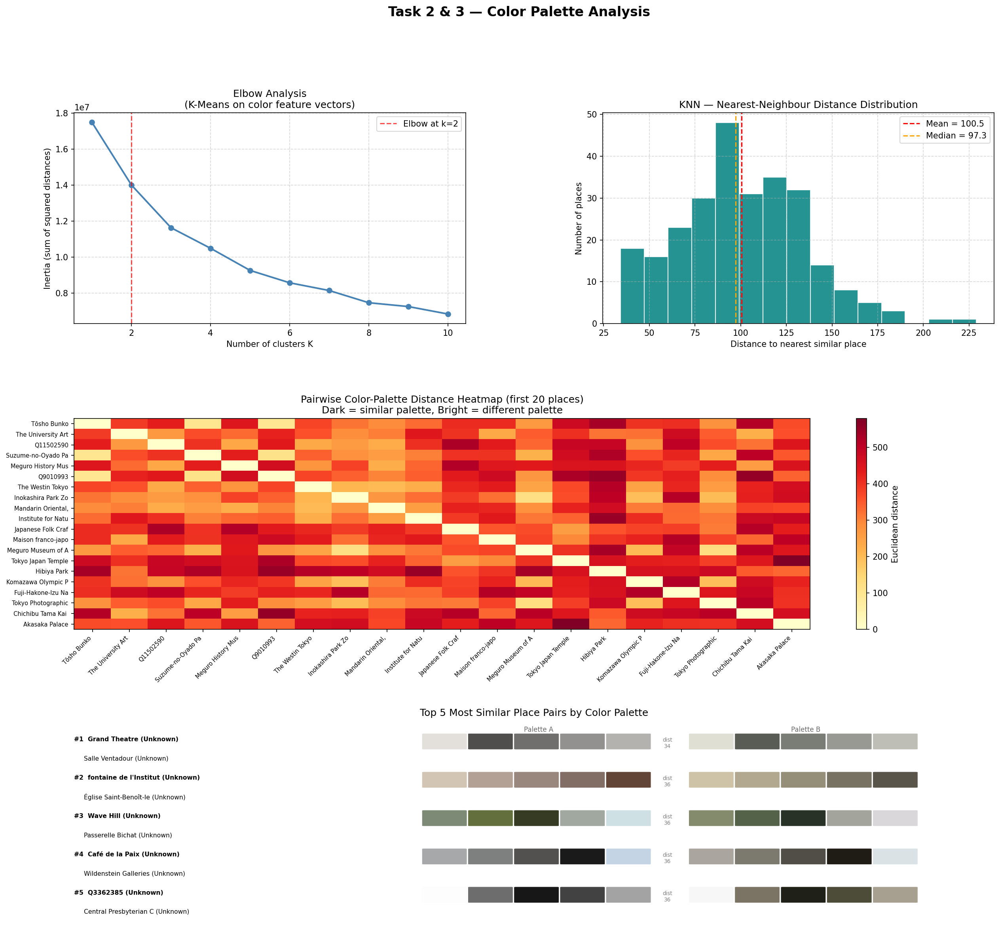 Task 2 & 3 — Color Palette Analysis
Elbow Analysis
(K-Means on color feature vectors)
1e7
Elbow at k=2
1.8
1.6
1.4
1.2
1.0
0.8
Inertia (sum of squared distances)
2 4 6 8 10
Number of clusters K
KNN — Nearest-Neighbour Distance Distribution
Mean = 100.5
Median = 97.3
50
40
30
20
10
0
Number of places
25 50 75 100 125 150 175 200 225
Distance to nearest similar place
Pairwise Color-Palette Distance Heatmap (first 20 places)
Dark = similar palette, Bright = different palette
Tōsho Bunko
The University Art
Q11502590
Suzume-no-Oyado Pa
Meguro History Mus
Q9010993
The Westin Tokyo
Inokashira Park Zo
Mandarin Oriental,
Institute for Natu
Japanese Folk Craf
Maison franco-japo
Meguro Museum of A
Tokyo Japan Temple
Hibiya Park
Komazawa Olympic P
Fuji-Hakone-Izu Na
Tokyo Photographic
Chichibu Tama Kai
Akasaka Palace
Tōsho Bunko
The University Art
Q11502590
Suzume-no-Oyado Pa
Meguro History Mus
Q9010993
The Westin Tokyo
Inokashira Park Zo
Mandarin Oriental,
Institute for Natu
Japanese Folk Craf
Maison franco-japo
Meguro Museum of A
Tokyo Japan Temple
Hibiya Park
Komazawa Olympic P
Fuji-Hakone-Izu Na
Tokyo Photographic
Chichibu Tama Kai
Akasaka Palace
500
400
300
200
100
0
Euclidean distance
Top 5 Most Similar Place Pairs by Color Palette
Palette A
Palette B
#1 Grand Theatre (Unknown)
dist
34
Salle Ventadour (Unknown)
#2 fontaine de l'Institut (Unknown)
dist
36
Église Saint-Benoît-le (Unknown)
#3 Wave Hill (Unknown)
dist
36
Passerelle Bichat (Unknown)
#4 Café de la Paix (Unknown)
dist
36
Wildenstein Galleries (Unknown)
#5 Q3362385 (Unknown)
dist
36
Central Presbyterian C (Unknown)